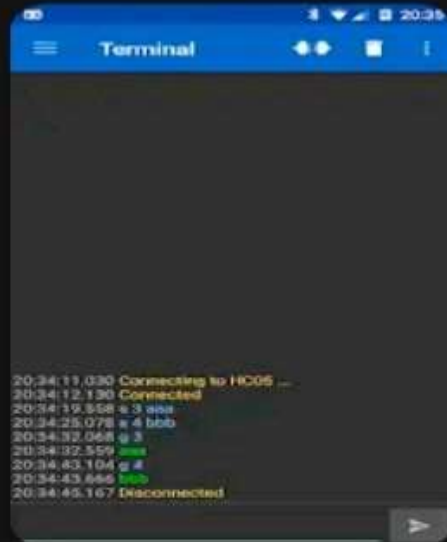 20:35
Terminal
20:34:11.030 Connecting to HC05 ...
20:34:12.130 Connected
20:34:19.558 s 3 aaa
20:34:25.078 s 4 bbb
20:34:32.068 g 3
20:34:32.559 aaa
20:34:43.104 g 4
20:34:43.666 bbb
20:34:45.167 Disconnected